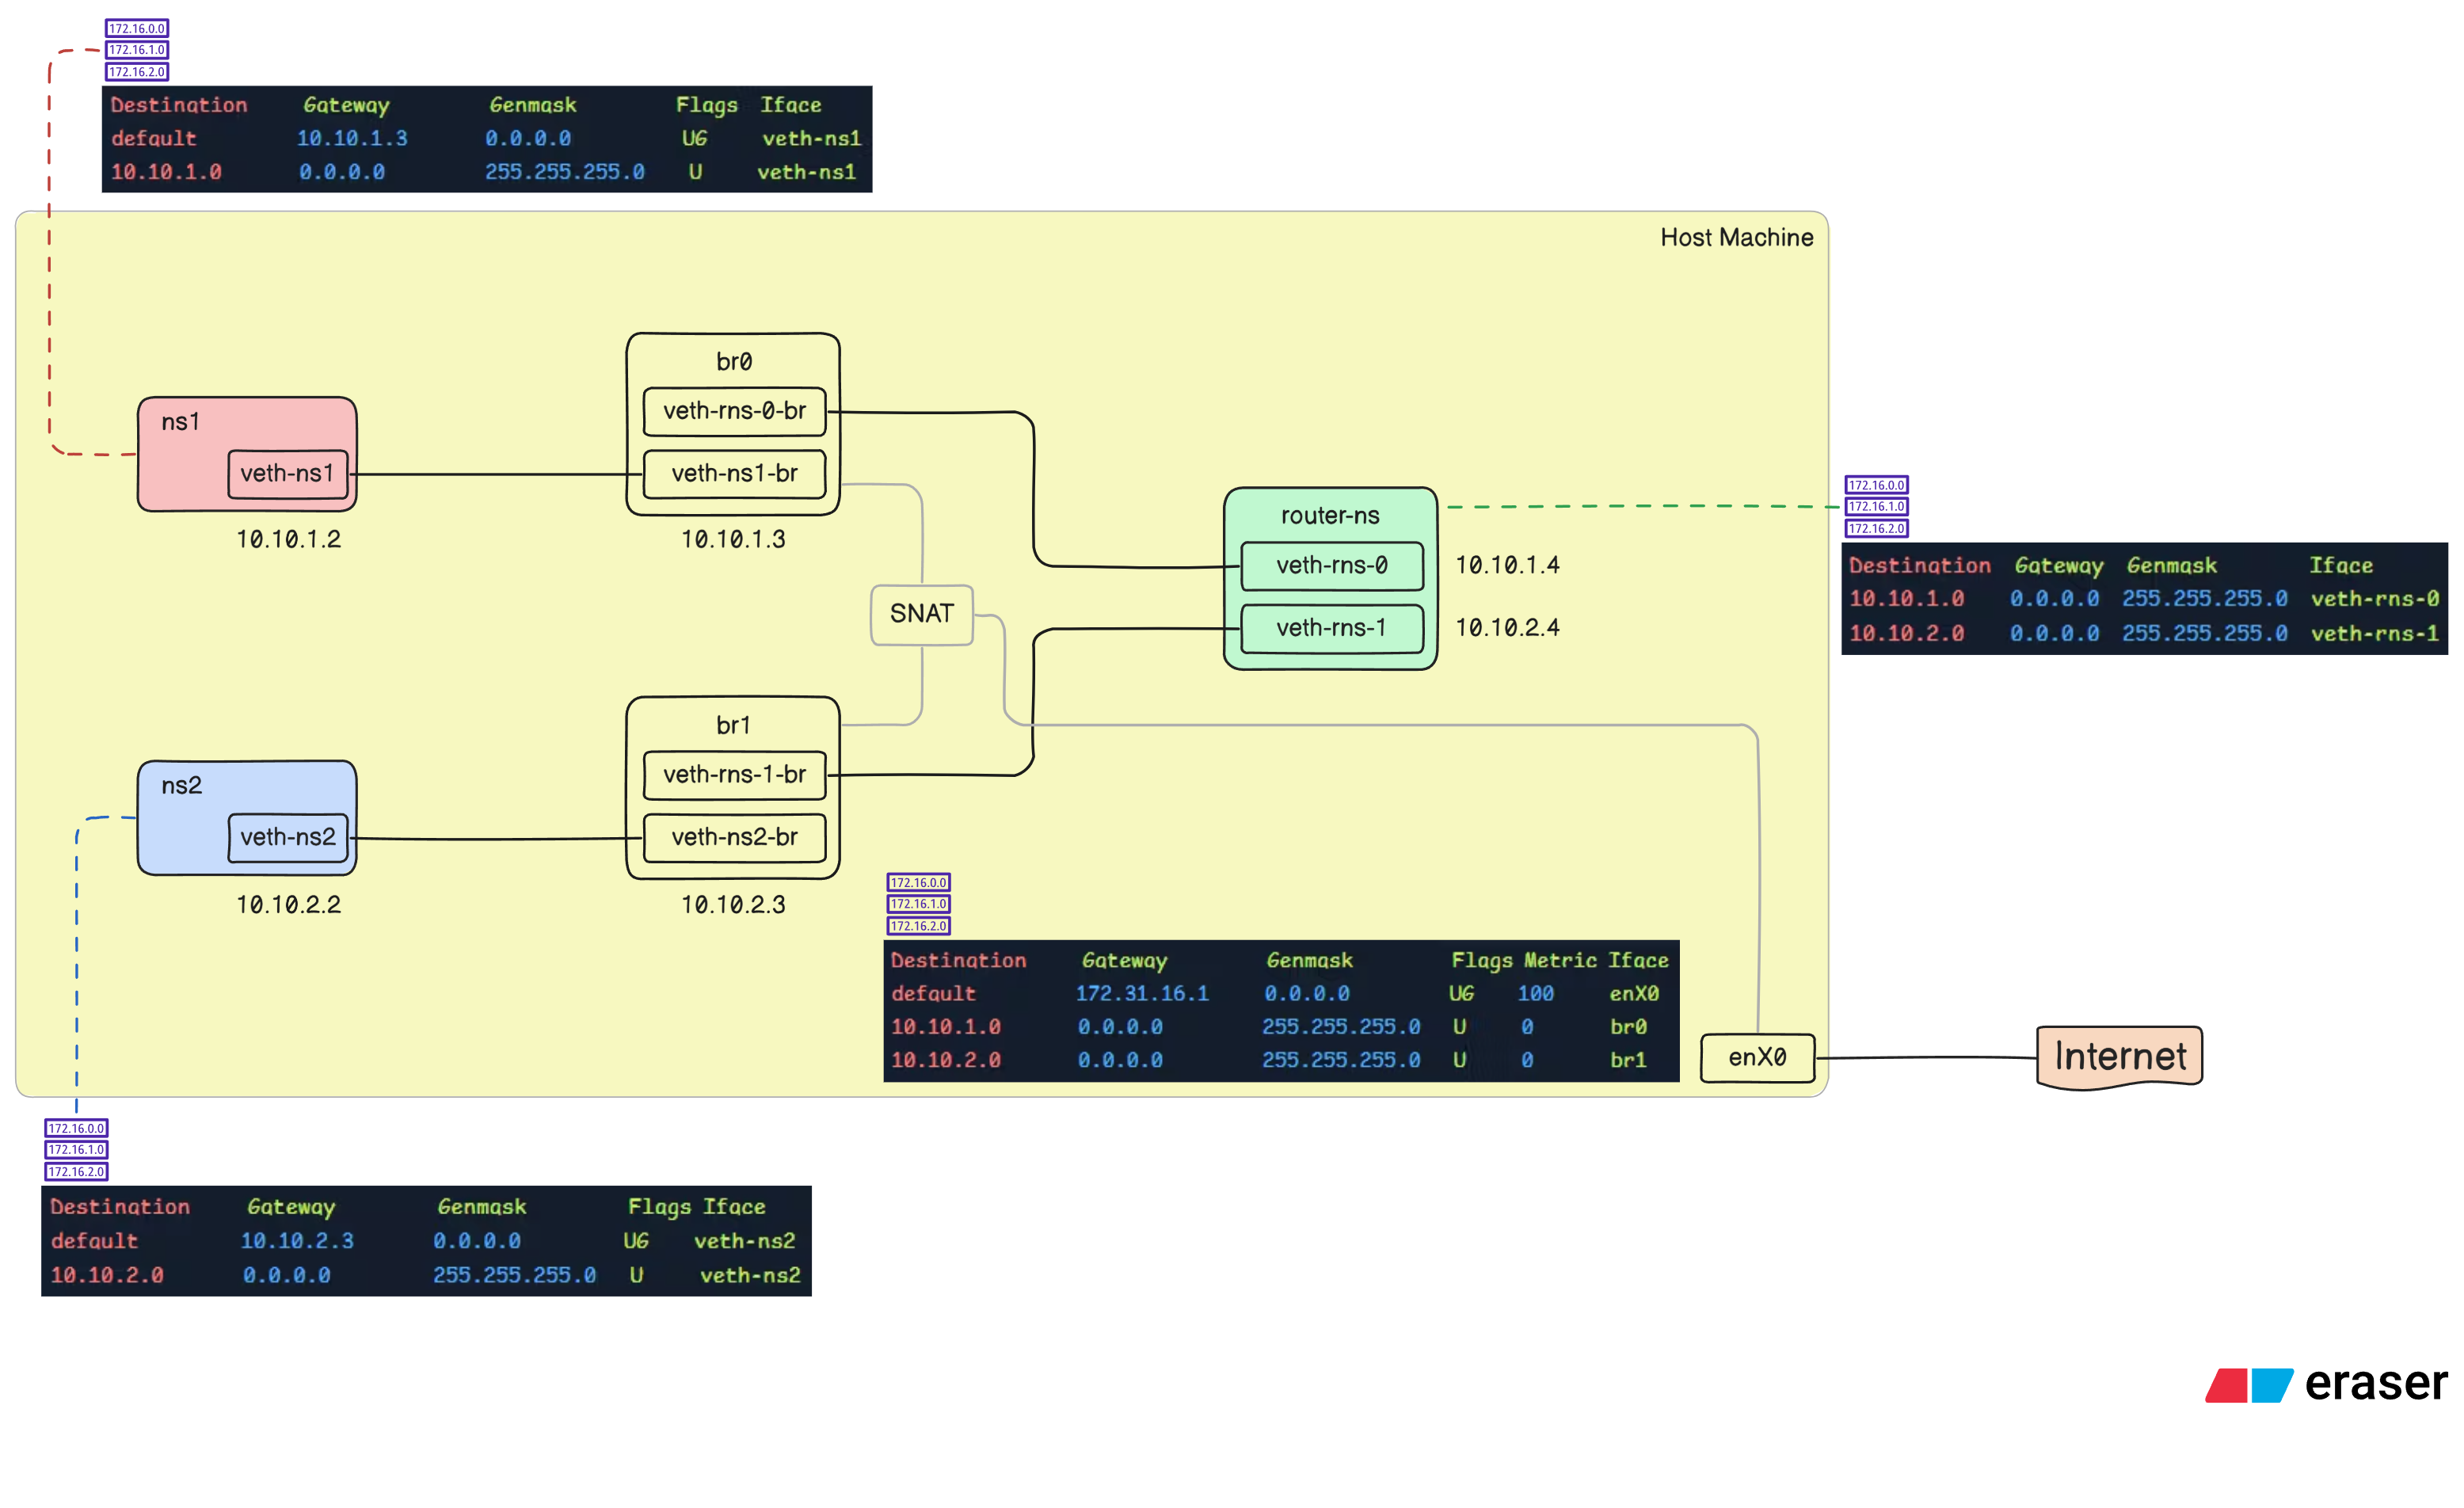 172.16.0.0
172.16.1.0
172.16.2.0
Destination Gateway Genmask Flags Iface
default 10.10.1.3 0.0.0.0 UG veth-ns1
10.10.1.0 0.0.0.0 255.255.255.0 U veth-ns1
Host Machine
ns1
veth-ns1
10.10.1.2
br0
veth-rns-0-br
veth-ns1-br
10.10.1.3
SNAT
router-ns
veth-rns-0
veth-rns-1
10.10.1.4
10.10.2.4
172.16.0.0
172.16.1.0
172.16.2.0
Destination Gateway Genmask Iface
10.10.1.0 0.0.0.0 255.255.255.0 veth-rns-0
10.10.2.0 0.0.0.0 255.255.255.0 veth-rns-1
ns2
veth-ns2
10.10.2.2
br1
veth-rns-1-br
veth-ns2-br
10.10.2.3
172.16.0.0
172.16.1.0
172.16.2.0
Destination Gateway Genmask Flags Metric Iface
default 172.31.16.1 0.0.0.0 UG 100 enX0
10.10.1.0 0.0.0.0 255.255.255.0 U 0 br0
10.10.2.0 0.0.0.0 255.255.255.0 U 0 br1
enX0
Internet
172.16.0.0
172.16.1.0
172.16.2.0
Destination Gateway Genmask Flags Iface
default 10.10.2.3 0.0.0.0 UG veth-ns2
10.10.2.0 0.0.0.0 255.255.255.0 U veth-ns2
eraser